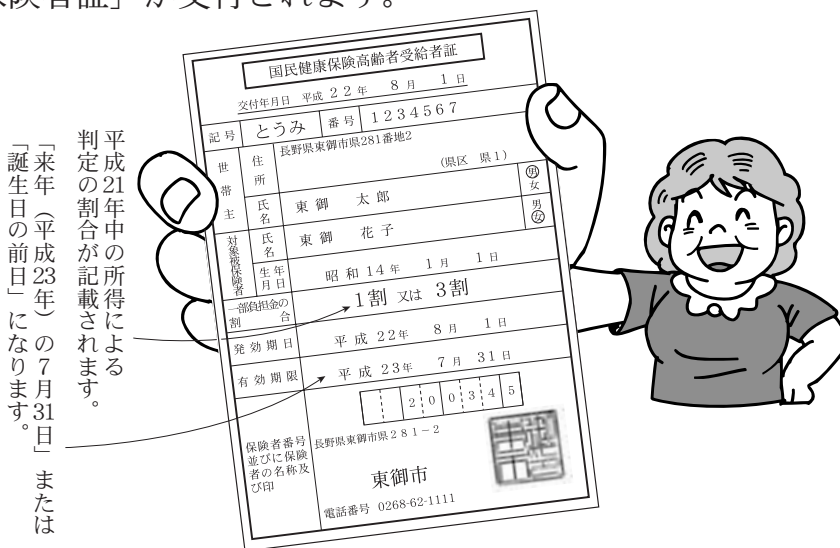 険者証」が交付されます。
国民健康保険高齢者受給者証
交付年月日 平成 22 年 8 月 1 日
記号 とうみ 番号 1234567
世帯主 住所 長野県東御市県281番地2
(県区 県1)
氏名 東御 太郎 男 女
対象被保険者 氏名 東御 花子 男 女
生年月日 昭和 14 年 1 月 1 日
一部負担金の割合 1割 又は 3割
発効期日 平成 22年 8 月 1 日
有効期限 平成 23年 7 月 31 日
200345
保険者番号並びに保険者の名称及び印
長野県東御市県281-2
東御市
電話番号 0268-62-1111
平成21年中の所得による
判定の割合が記載されます。
「来年（平成23年）の7月31日」または
「誕生日の前日」になります。